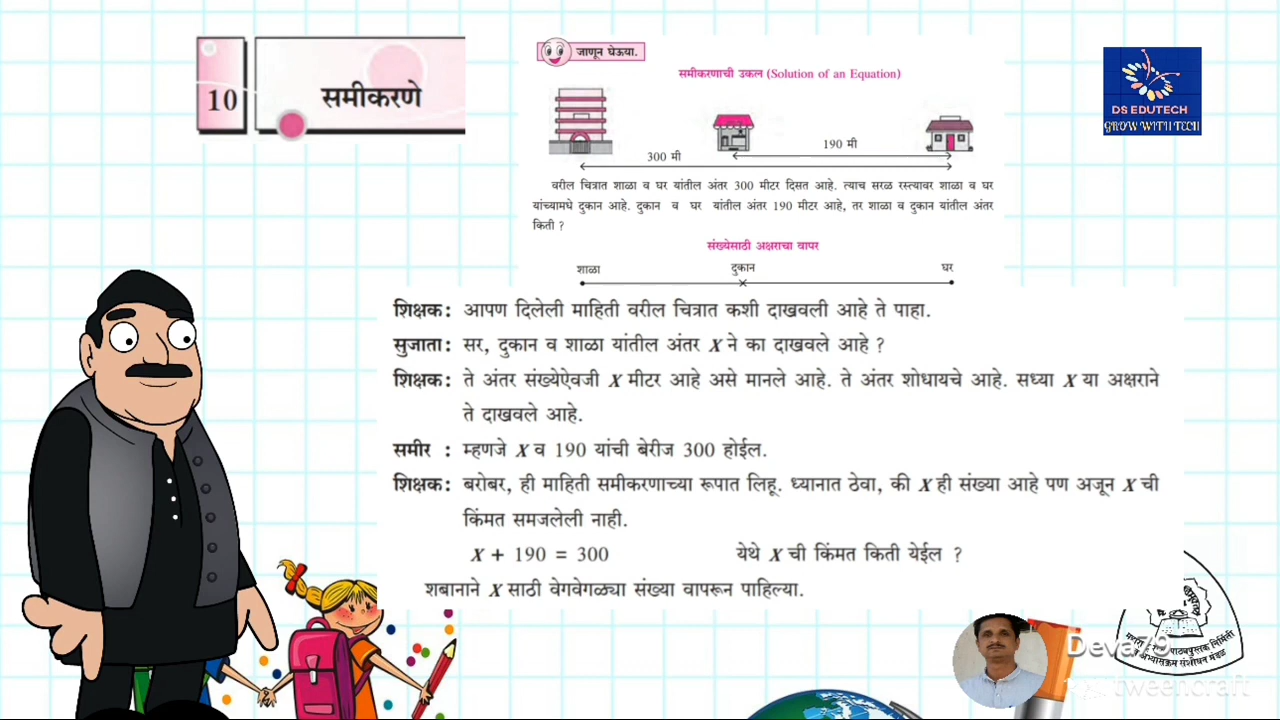 10
समीकरणे
जाणून घेऊया.
समीकरणाची उकल (Solution of an Equation)
300 मी
190 मी
वरील चित्रात शाळा व घर यांतील अंतर 300 मीटर दिसत आहे. त्याच सरळ रस्त्यावर शाळा व घर
यांच्यामधे दुकान आहे. दुकान व घर यांतील अंतर 190 मीटर आहे, तर शाळा व दुकान यांतील अंतर
किती ?
संख्येसाठी अक्षराचा वापर
शाळा दुकान घर
शिक्षक: आपण दिलेली माहिती वरील चित्रात कशी दाखवली आहे ते पाहा.
सुजाता: सर, दुकान व शाळा यांतील अंतर X ने का दाखवले आहे ?
शिक्षक: ते अंतर संख्येऐवजी X मीटर आहे असे मानले आहे. ते अंतर शोधायचे आहे. सध्या X या अक्षराने
ते दाखवले आहे.
समीर : म्हणजे X व 190 यांची बेरीज 300 होईल.
शिक्षक: बरोबर, ही माहिती समीकरणाच्या रूपात लिहू. ध्यानात ठेवा, की X ही संख्या आहे पण अजून X ची
किंमत समजलेली नाही.
X + 190 = 300 येथे X ची किंमत किती येईल ?
शबानाने X साठी वेगवेगळ्या संख्या वापरून पाहिल्या.
DS EDUTECH
GROW WITH TECH
Deva79